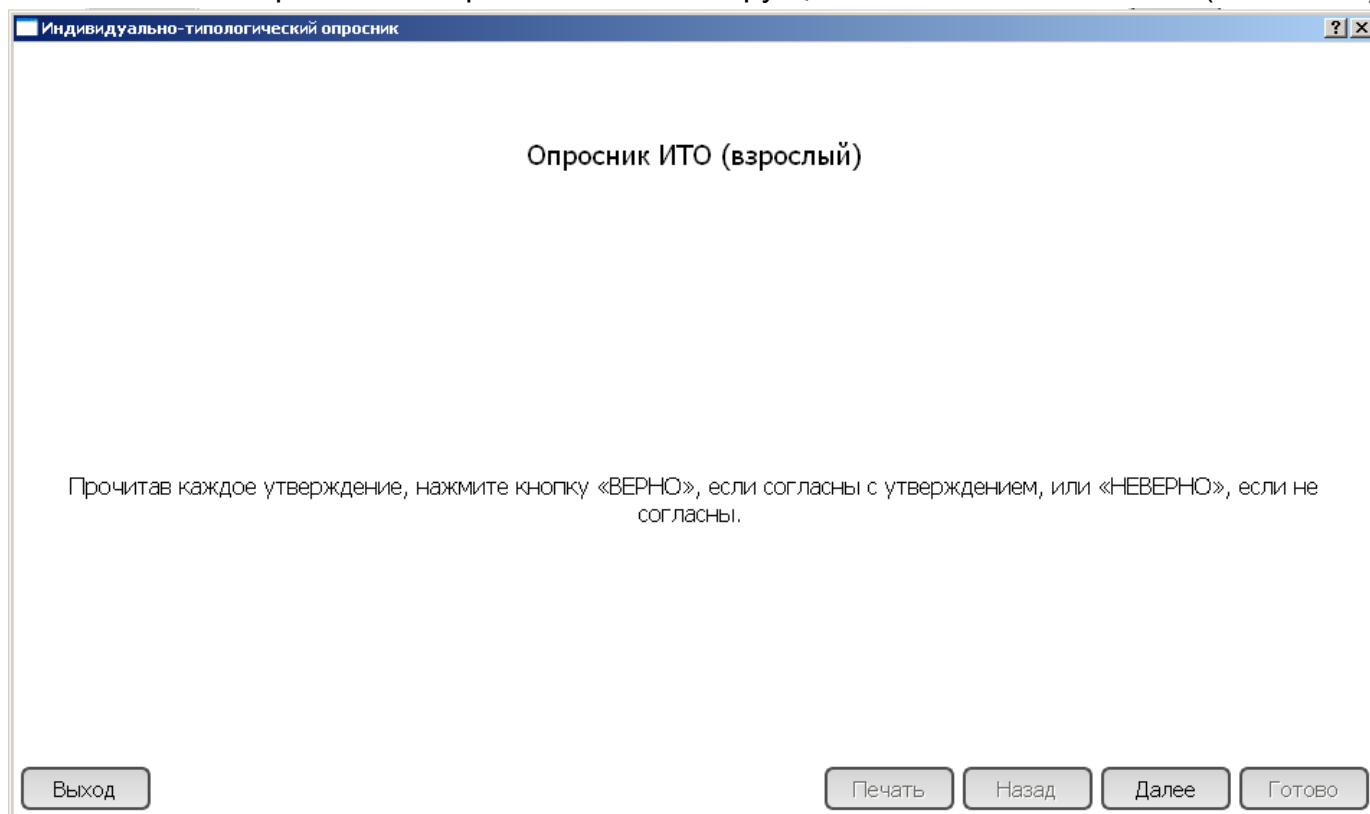 Индивидуально-типологический опросник
Опросник ИТО (взрослый)
Прочитав каждое утверждение, нажмите кнопку «ВЕРНО», если согласны с утверждением, или «НЕВЕРНО», если не
согласны.
Выход
Печать
Назад
Далее
Готово